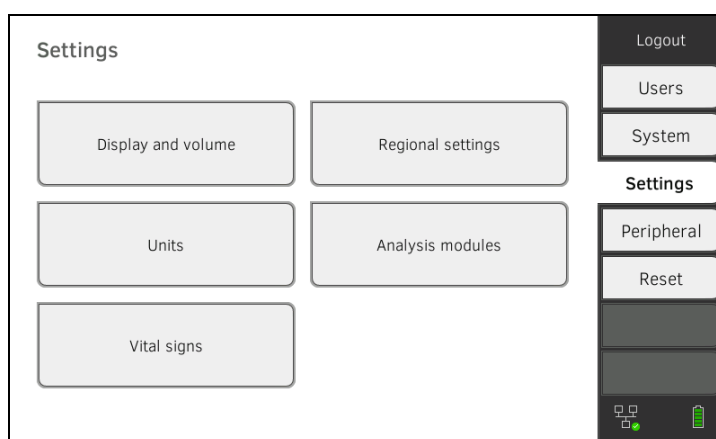 Settings
Display and volume
Regional settings
Units
Analysis modules
Vital signs
Logout
Users
System
Settings
Peripheral
Reset